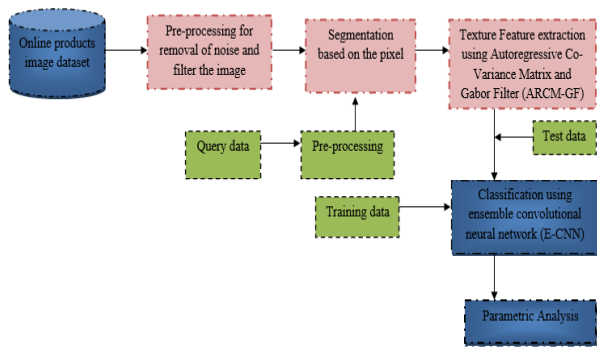 Online products
image dataset
Pre-processing for
removal of noise and
filter the image
Segmentation
based on the pixel
Texture Feature extraction
using Autoregressive Co-
Variance Matrix and
Gabor Filter (ARCM-GF)
Query data
Pre-processing
Test data
Training data
Classification using
ensemble convolutional
neural network (E-CNN)
Parametric Analysis